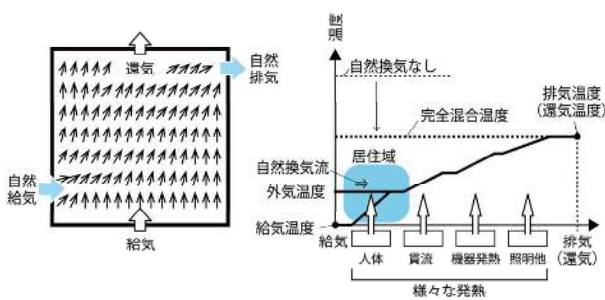 還気
自然
排気
自然
給気
給気
温度
自然換気なし
排気温度
(還気温度)
完全混合温度
居住域
自然換気流
外気温度
給気温度
給気
人体
貫流
機器発熱
照明他
排気
(還気)
様々な発熱